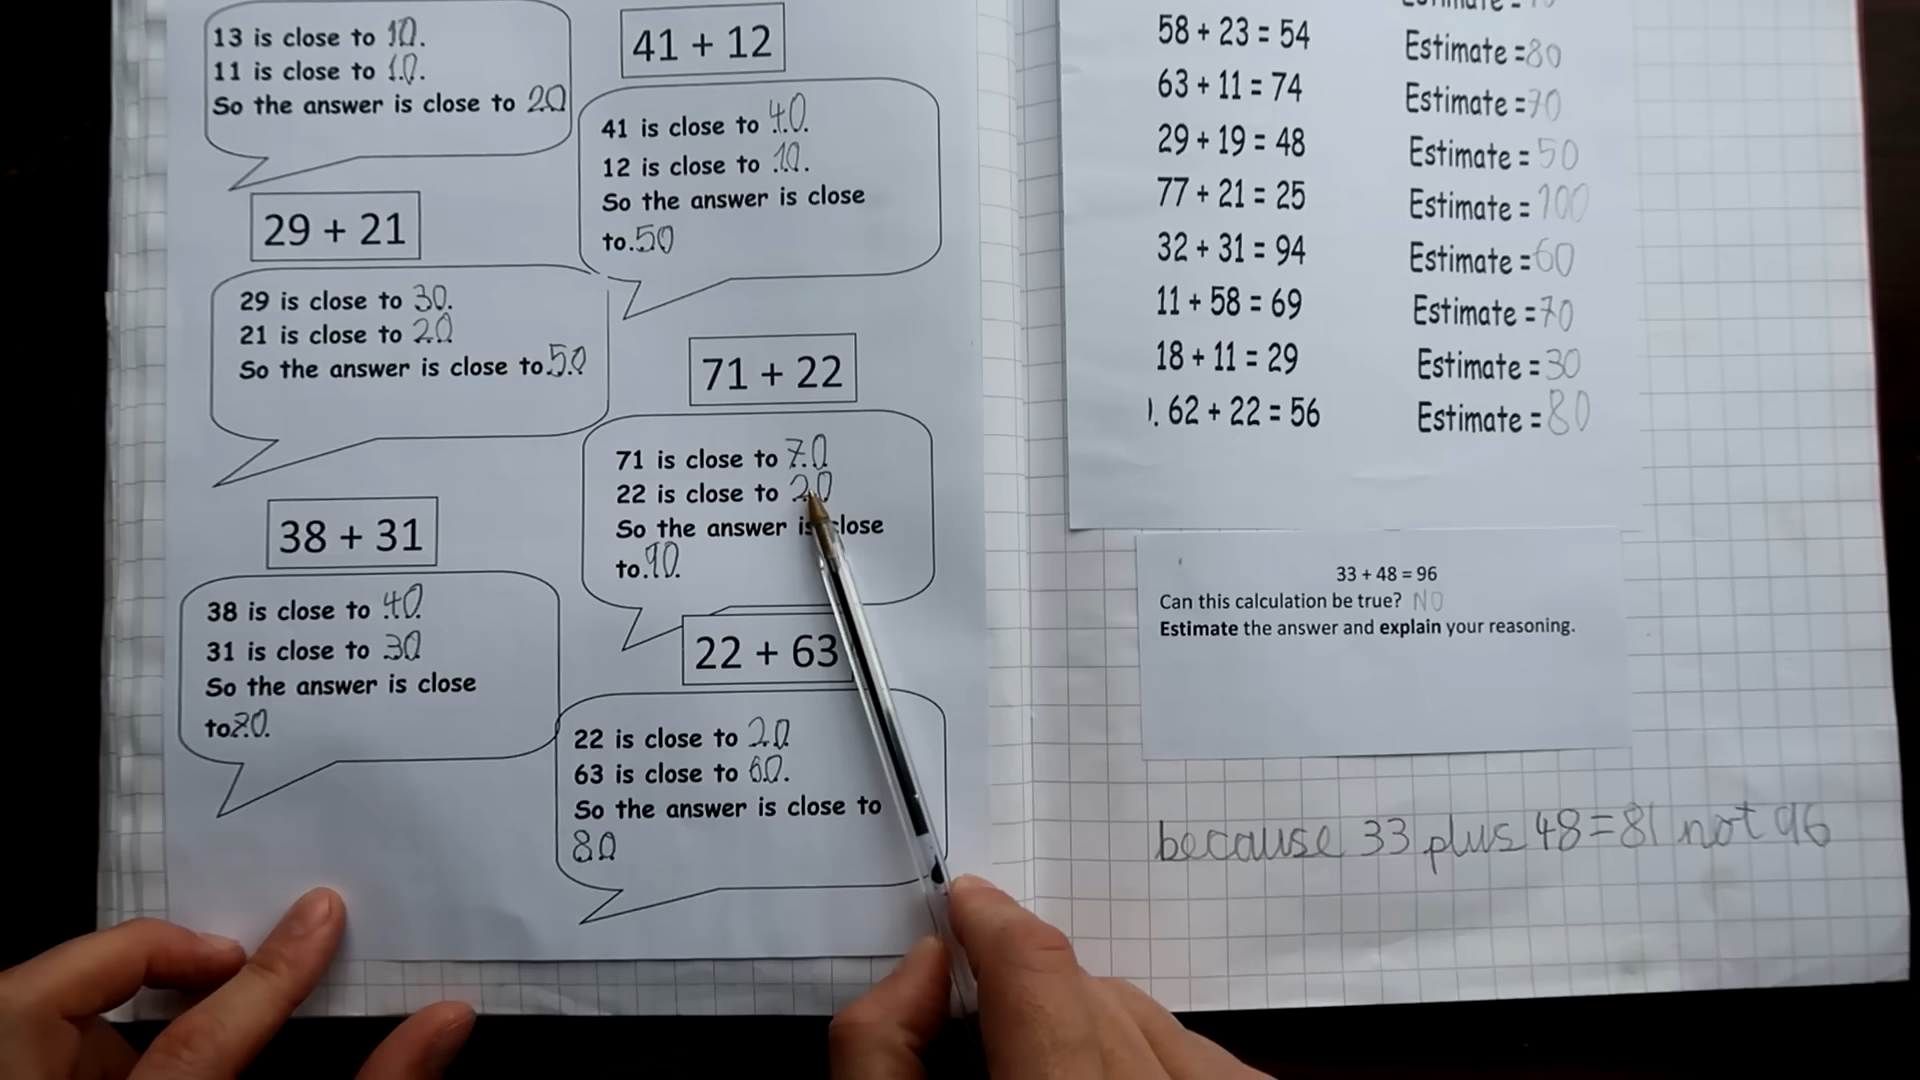 13 is close to 10.
11 is close to 10.
So the answer is close to 20
41 + 12
41 is close to 40.
12 is close to 10.
So the answer is close
to.50
29 + 21
29 is close to 30.
21 is close to 20
So the answer is close to.50
71 + 22
71 is close to 70
22 is close to 20
So the answer is close
to.90.
38 + 31
38 is close to 40.
31 is close to 30
So the answer is close
to
22 + 63
22 is close to 20
63 is close to 60.
So the answer is close to
80
58 + 23 = 54 Estimate =80
63 + 11 = 74 Estimate =70
29 + 19 = 48 Estimate = 50
77 + 21 = 25 Estimate = 100
32 + 31 = 94 Estimate =60
11 + 58 = 69 Estimate =70
18 + 11 = 29 Estimate =30
62 + 22 = 56 Estimate = 80
33 + 48 = 96
Can this calculation be true? NO
Estimate the answer and explain your reasoning.
because 33 plus 48=81 not 96